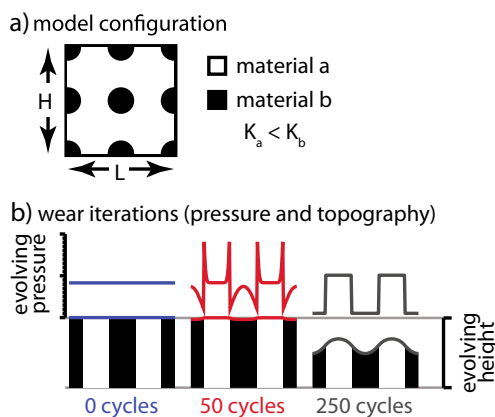 a) model configuration
H
L
material a
material b
K_a < K_b
b) wear iterations (pressure and topography)
evolving
pressure
evolving
height
0 cycles
50 cycles
250 cycles